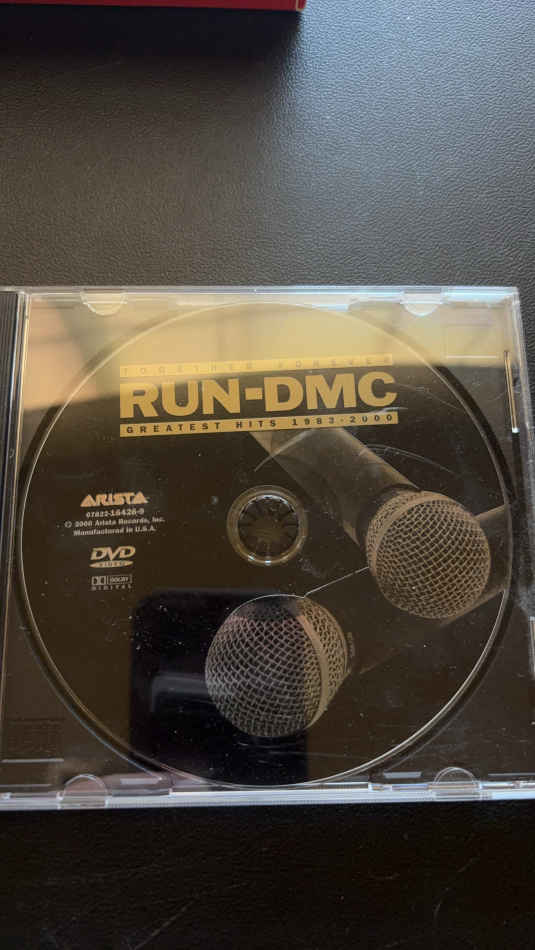 TOGETHER FOREVER
RUN-DMC
GREATEST HITS 1983-2000
ARISTA
07822-16426-9
© 2000 Arista Records, Inc.
Manufactured in U.S.A.
DVD
VIDEO
DOLBY
DIGITAL